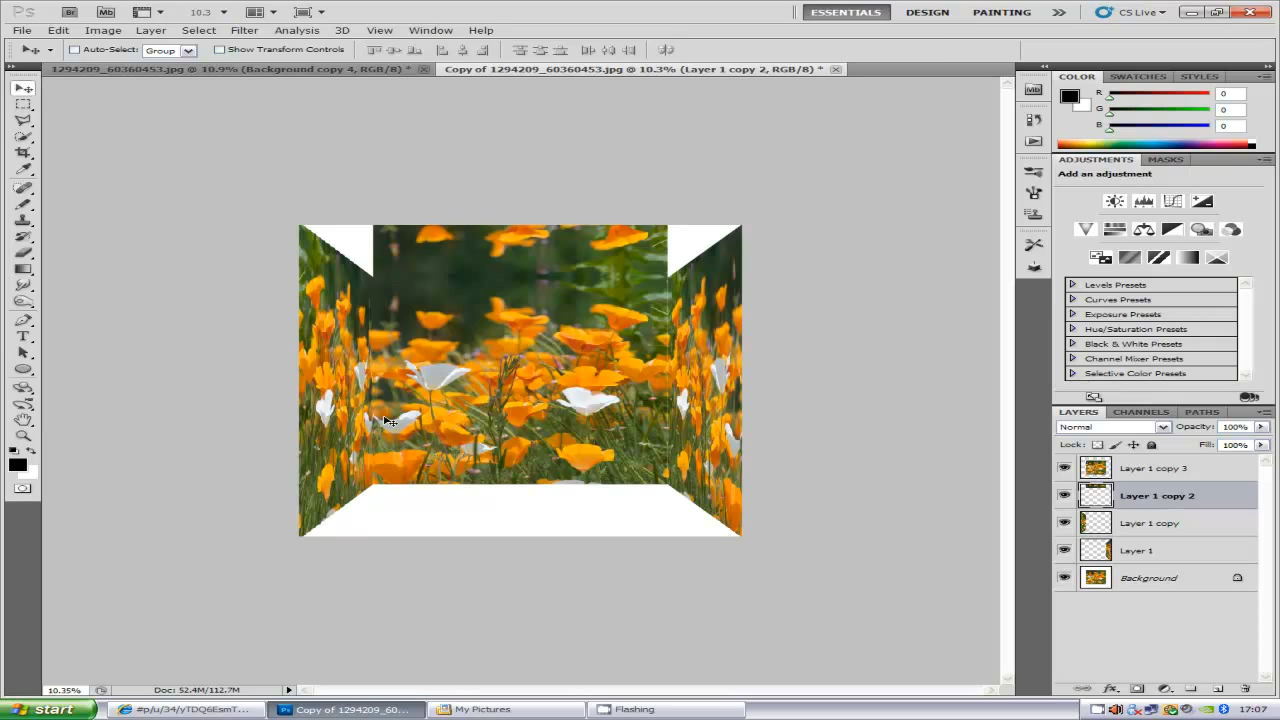 Ps Br Mb 10.3 ESSENTIALS DESIGN PAINTING CS Live
File Edit Image Layer Select Filter Analysis 3D View Window Help
Auto-Select: Group Show Transform Controls
1294209_60360453.jpg @ 10.9% (Background copy 4, RGB/8) *
Copy of 1294209_60360453.jpg @ 10.3% (Layer 1 copy 2, RGB/8) *
COLOR SWATCHES STYLES
R 0
G 0
B 0
ADJUSTMENTS MASKS
Add an adjustment
Levels Presets
Curves Presets
Exposure Presets
Hue/Saturation Presets
Black & White Presets
Channel Mixer Presets
Selective Color Presets
LAYERS CHANNELS PATHS
Normal Opacity: 100%
Lock: Fill: 100%
Layer 1 copy 3
Layer 1 copy 2
Layer 1 copy
Layer 1
Background
10.35% Doc: 52.4M/112.7M
start #p/u/34/yTDQ6EsmT... Copy of 1294209_60... My Pictures Flashing 17:07